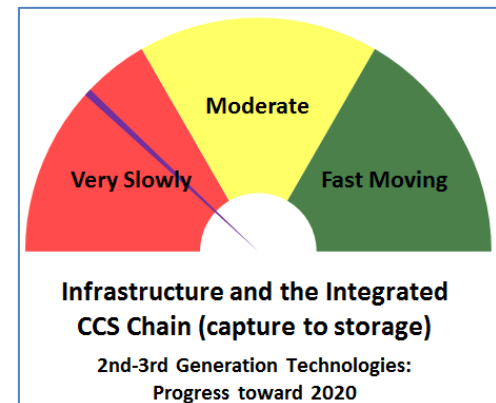 Moderate
Very Slowly
Fast Moving
Infrastructure and the Integrated
CCS Chain (capture to storage)
2nd-3rd Generation Technologies:
Progress toward 2020